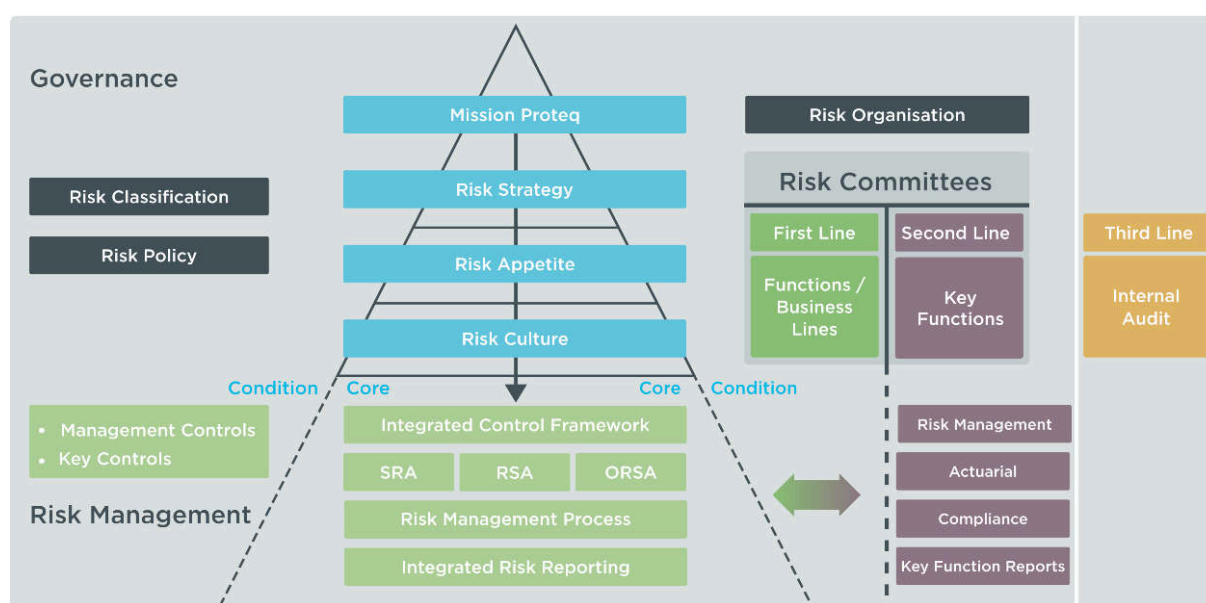 Governance
Mission Proteq
Risk Organisation
Risk Classification
Risk Strategy
Risk Committees
First Line
Second Line
Third Line
Risk Policy
Risk Appetite
Functions /
Business
Lines
Key
Functions
Internal
Audit
Risk Culture
Condition
Core
Core
Condition
• Management Controls
• Key Controls
Integrated Control Framework
Risk Management
SRA
RSA
ORSA
Actuarial
Risk Management
Risk Management Process
Compliance
Integrated Risk Reporting
Key Function Reports